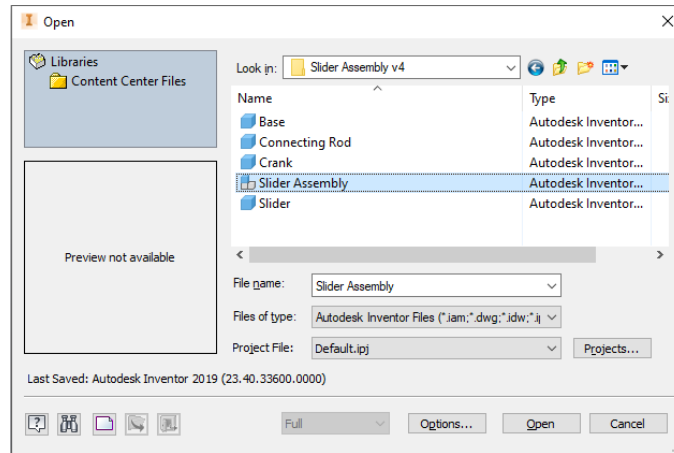 Open
Libraries
Content Center Files
Look in: Slider Assembly v4
Name Type Si
Base Autodesk Inventor...
Connecting Rod Autodesk Inventor...
Crank Autodesk Inventor...
Slider Assembly Autodesk Inventor...
Slider Autodesk Inventor...
Preview not available
File name: Slider Assembly
Files of type: Autodesk Inventor Files (*.iam;*.dwg;*.idw;*.i
Project File: Default.ipj Projects...
Last Saved: Autodesk Inventor 2019 (23.40.33600.0000)
Full Options... Open Cancel